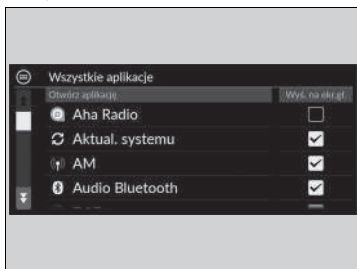 Wszystkie aplikacje
Otwórz aplikację Wyś. na ekr.gł.
Aha Radio
Aktual. systemu
AM
Audio Bluetooth